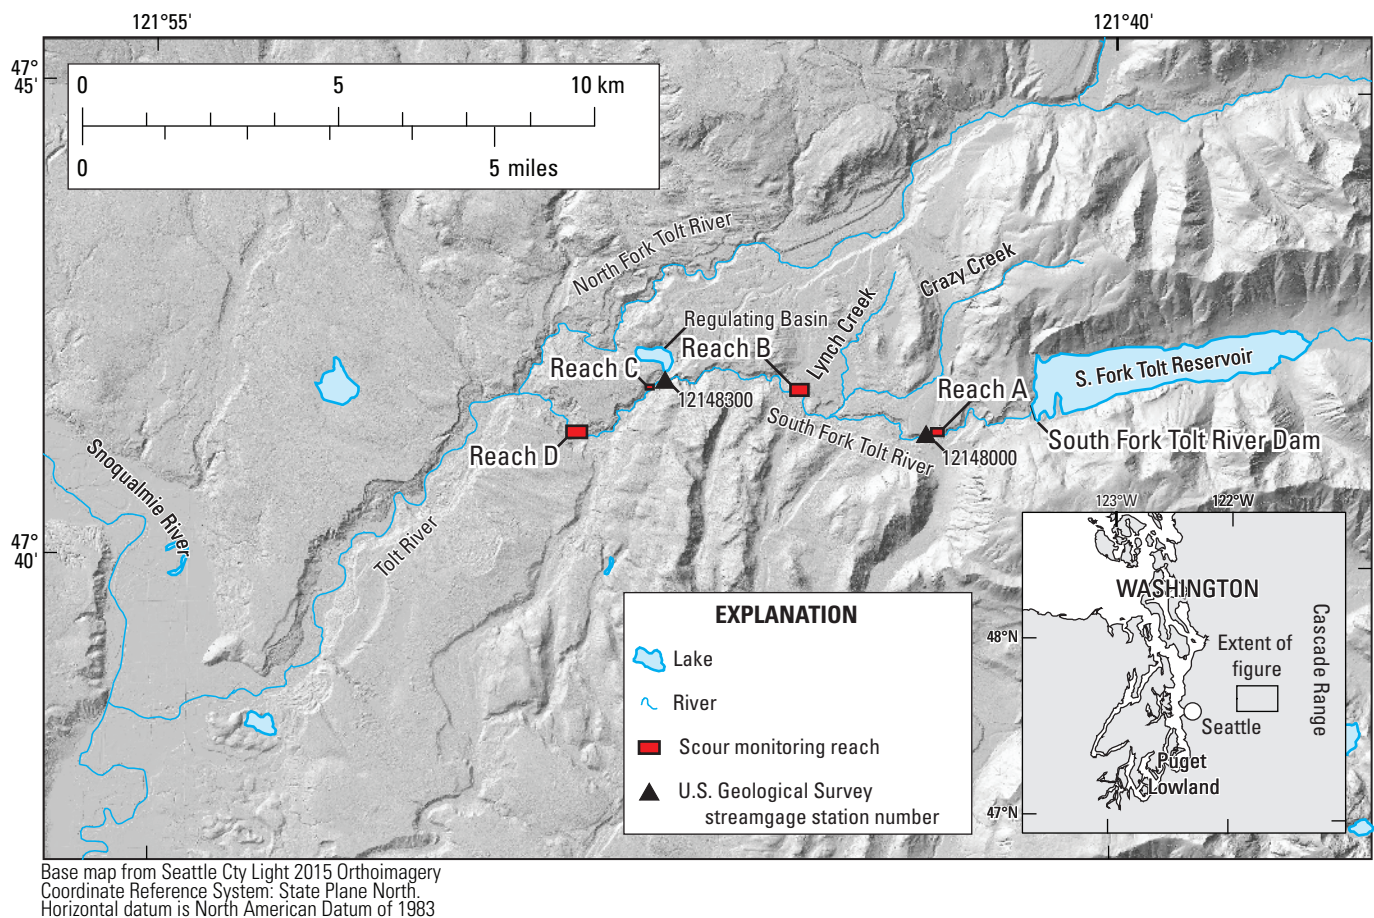 121°55'
121°40'
47°
45'
0
5
10 km
0
5 miles
North Fork Tolt River
Crazy Creek
Lynch Creek
Regulating Basin
Reach B
Reach C
S. Fork Tolt Reservoir
Reach A
12148300
South Fork Tolt River
South Fork Tolt River Dam
12148000
Reach D
Snoqualmie River
Tolt River
47°
40'
EXPLANATION
Lake
River
Scour monitoring reach
U.S. Geological Survey
streamgage station number
123°W
122°W
WASHINGTON
48°N
Extent of
figure
Cascade Range
Seattle
Puget
Lowland
47°N
Base map from Seattle Cty Light 2015 Orthoimagery
Coordinate Reference System: State Plane North.
Horizontal datum is North American Datum of 1983